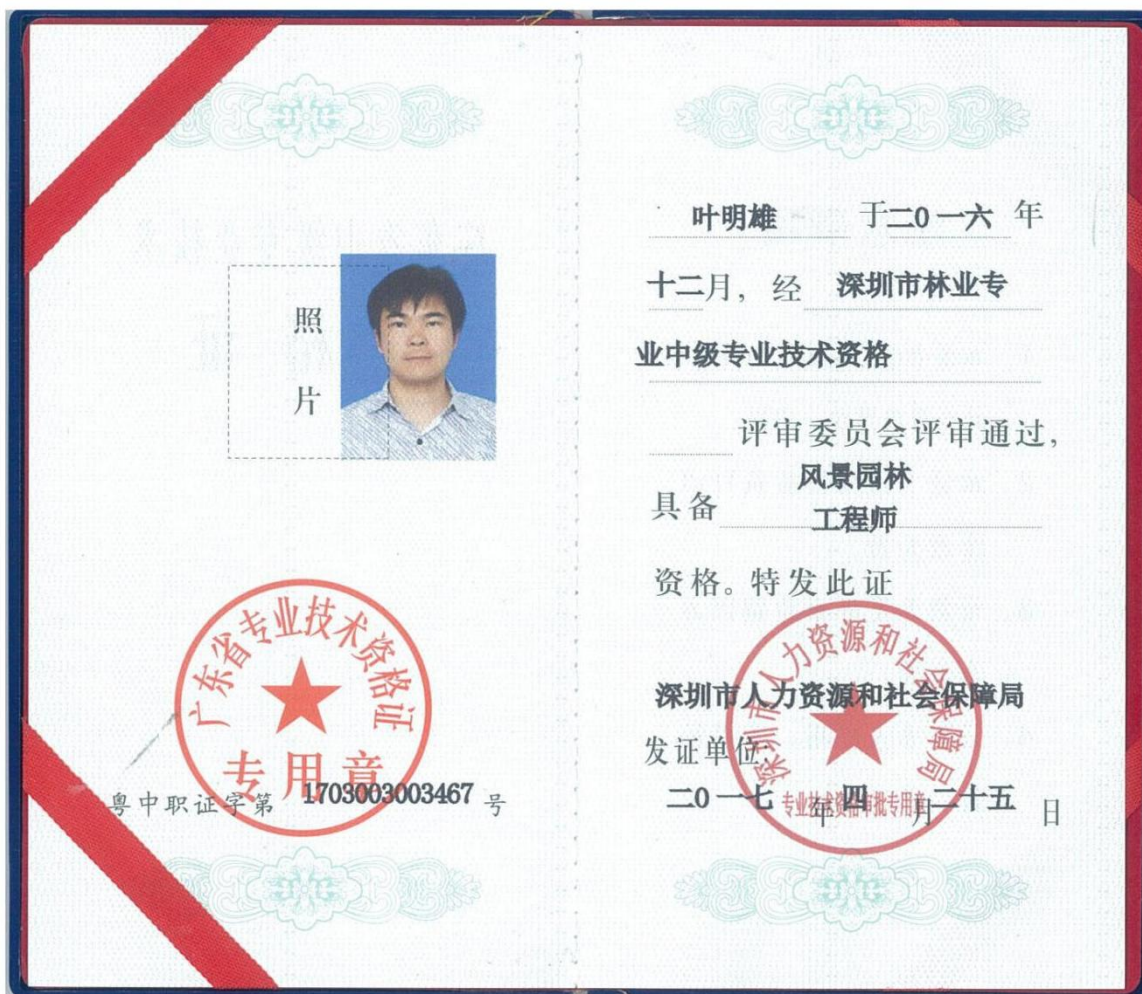 照
片
广东省专业技术资格证
专用章
粤中职证字第 1703003003467 号
叶明雄 于二0一六 年
十二月，经 深圳市林业专
业中级专业技术资格
评审委员会评审通过，
风景园林
具备 工程师
资格。特发此证
深圳市人力资源和社会保障局
深圳市人力资源和社会保障局
发证单位：
专业技术资格审批专用章
二0一七 年 四 月 二十五 日